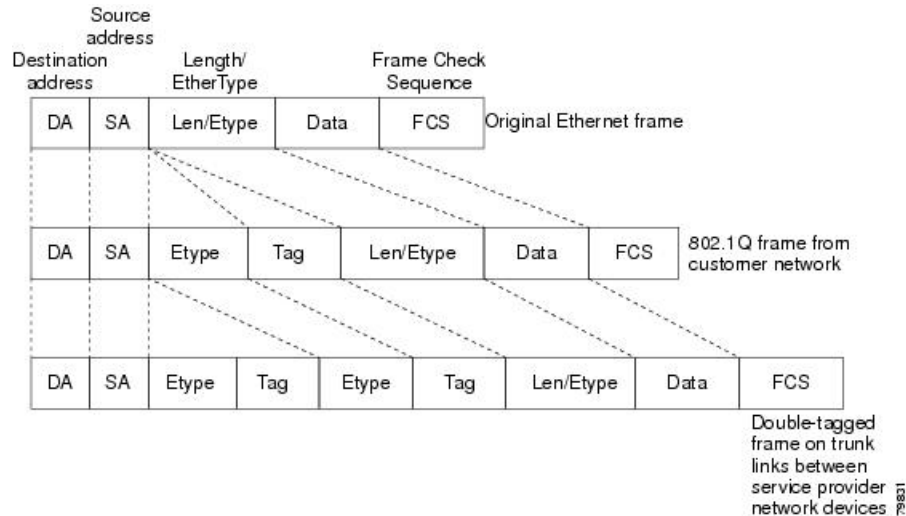 Source
address
Destination
address
Length/
EtherType
Frame Check
Sequence
DA SA Len/Etype Data FCS Original Ethernet frame
DA SA Etype Tag Len/Etype Data FCS 802.1Q frame from
customer network
DA SA Etype Tag Etype Tag Len/Etype Data FCS
Double-tagged
frame on trunk
links between
service provider
network devices
79831